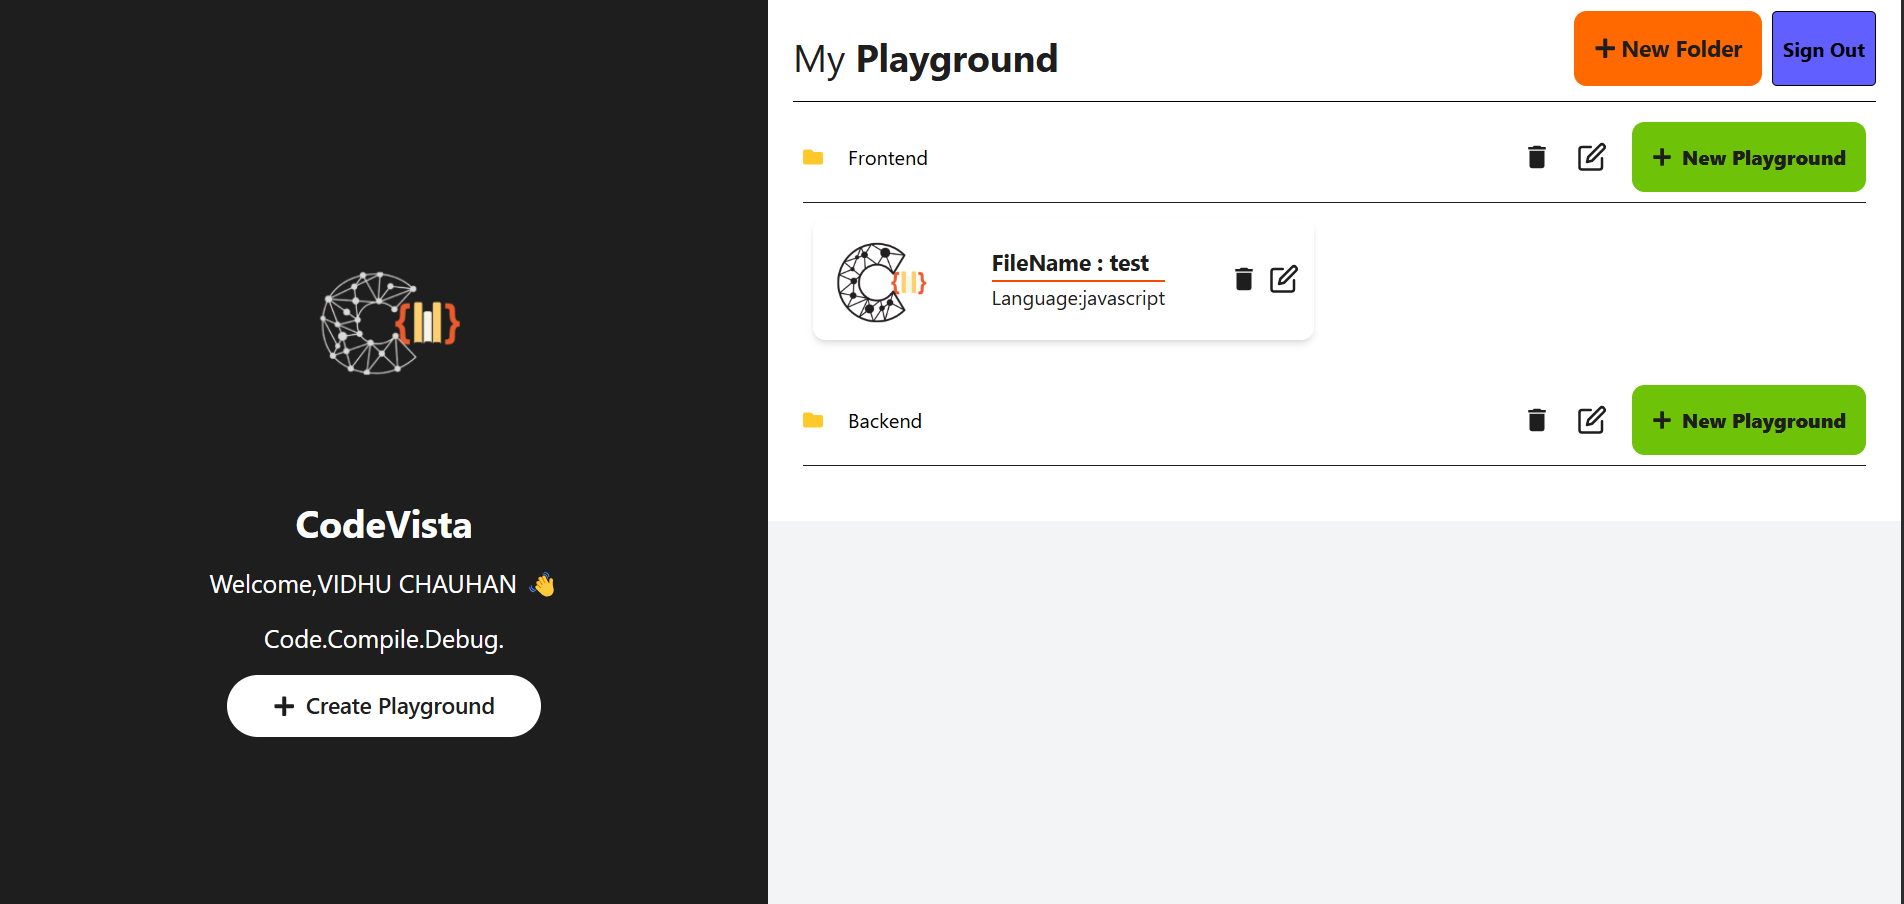 CodeVista
Welcome,VIDHU CHAUHAN 👋
Code.Compile.Debug.
+ Create Playground
My Playground
+ New Folder
Sign Out
Frontend
+ New Playground
FileName : test
Language:javascript
Backend
+ New Playground